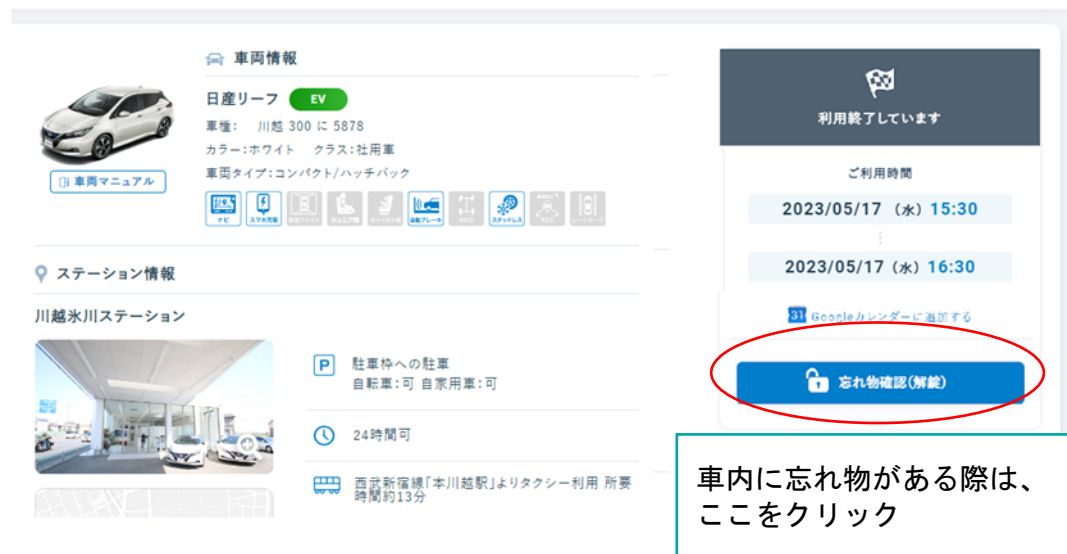 車両情報
日産リーフ EV
車種： 川越 300 に 5878
カラー：ホワイト クラス：社用車
車両タイプ：コンパクト/ハッチバック
車両マニュアル
ナビ スマホ充電 自動ブレーキ スタッドレス
ステーション情報
川越氷川ステーション
P 駐車枠への駐車
自転車：可 自家用車：可
24時間可
西武新宿線「本川越駅」よりタクシー利用 所要
時間約13分
利用終了しています
ご利用時間
2023/05/17 （水） 15:30
2023/05/17 （水） 16:30
31 Googleカレンダーに追加する
忘れ物確認(解錠)
車内に忘れ物がある際は、
ここをクリック